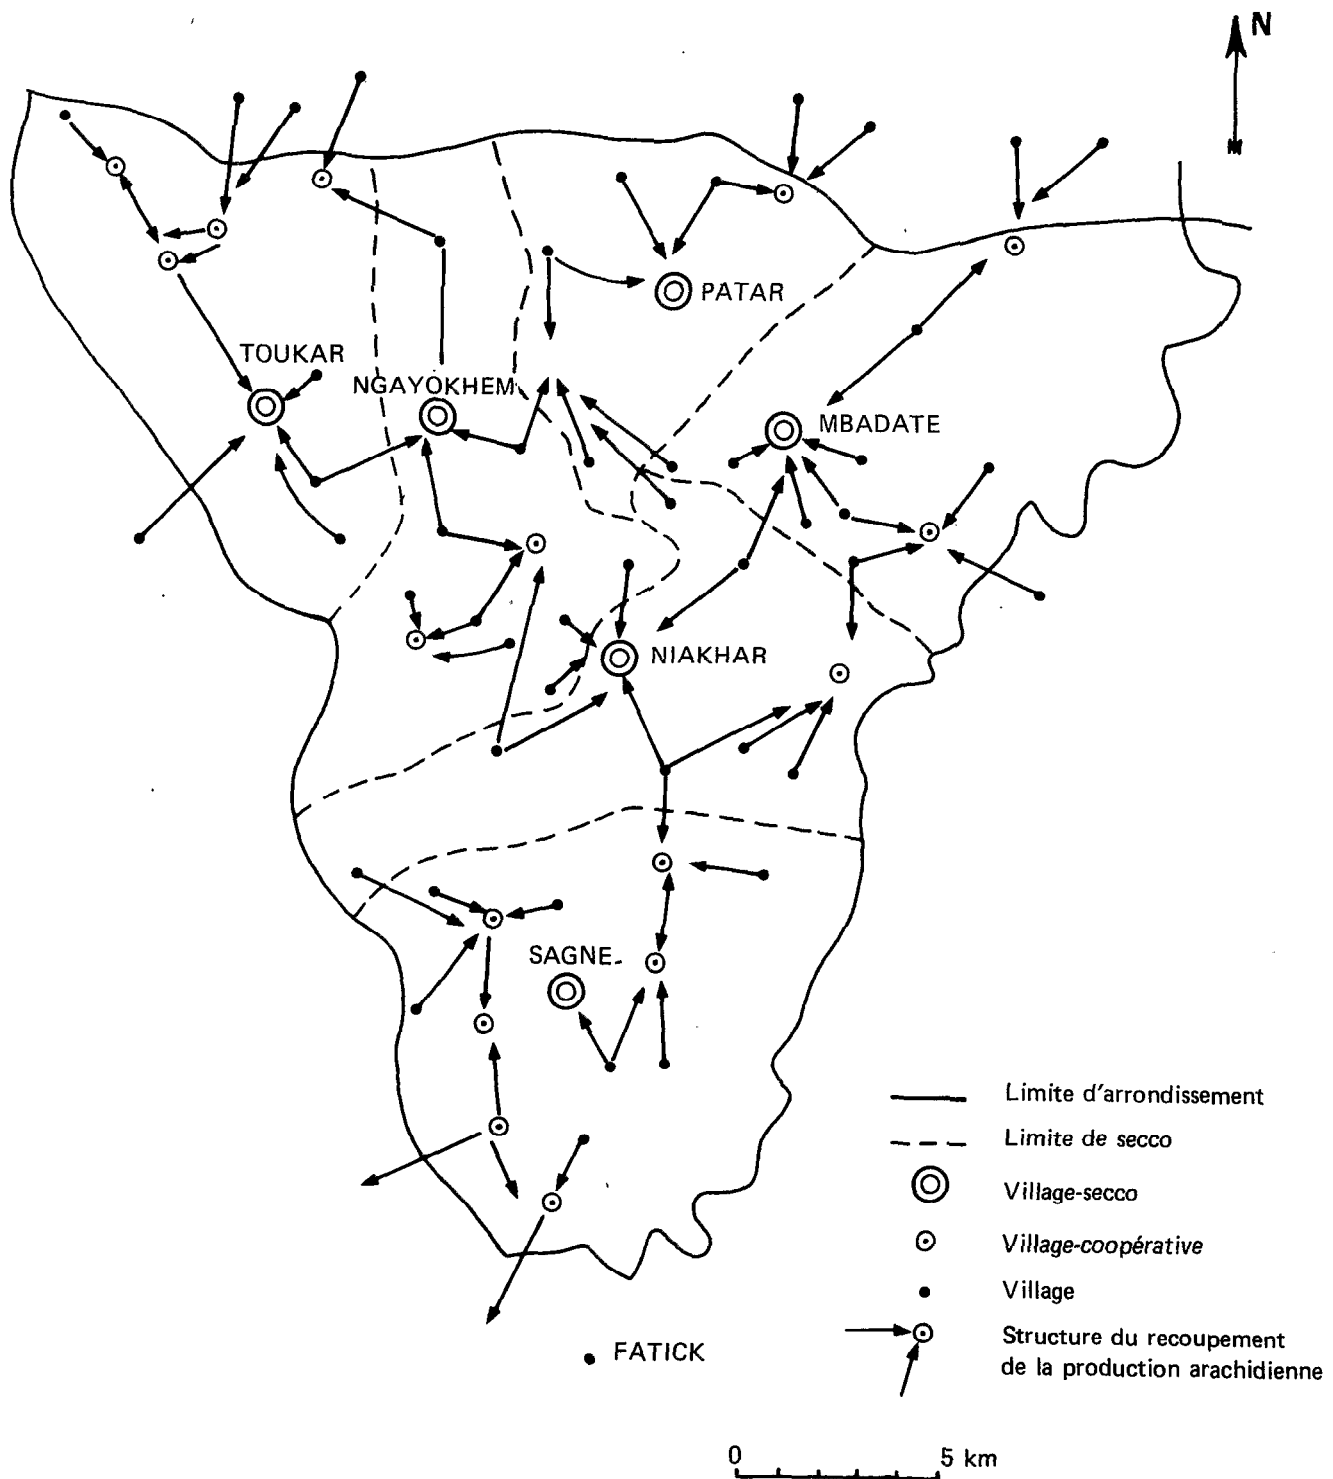 N
PATAR
TOUKAR
NGAYOKHEM
MBADATE
NIAKHAR
SAGNE
Limite d'arrondissement
Limite de secco
Village-secco
Village-coopérative
Village
Structure du recoupement
de la production arachidienne
FATICK
0 5 km